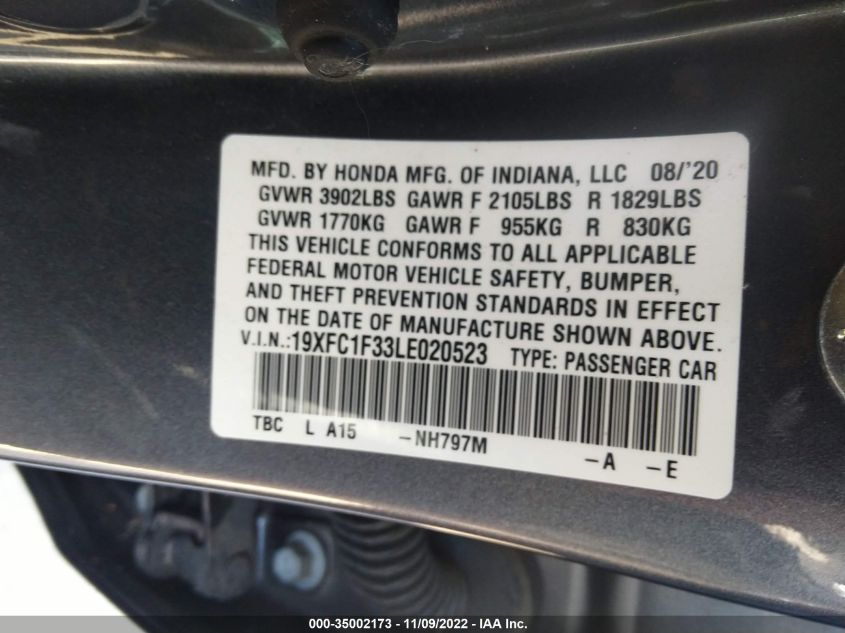 MFD. BY HONDA MFG. OF INDIANA, LLC 08/'20
GVWR 3902LBS GAWR F 2105LBS R 1829LBS
GVWR 1770KG GAWR F 955KG R 830KG
THIS VEHICLE CONFORMS TO ALL APPLICABLE
FEDERAL MOTOR VEHICLE SAFETY, BUMPER,
AND THEFT PREVENTION STANDARDS IN EFFECT
ON THE DATE OF MANUFACTURE SHOWN ABOVE.
V.I.N.:19XFC1F33LE020523 TYPE: PASSENGER CAR
TBC L A15 -NH797M -A -E
000-35002173 - 11/09/2022 - IAA Inc.